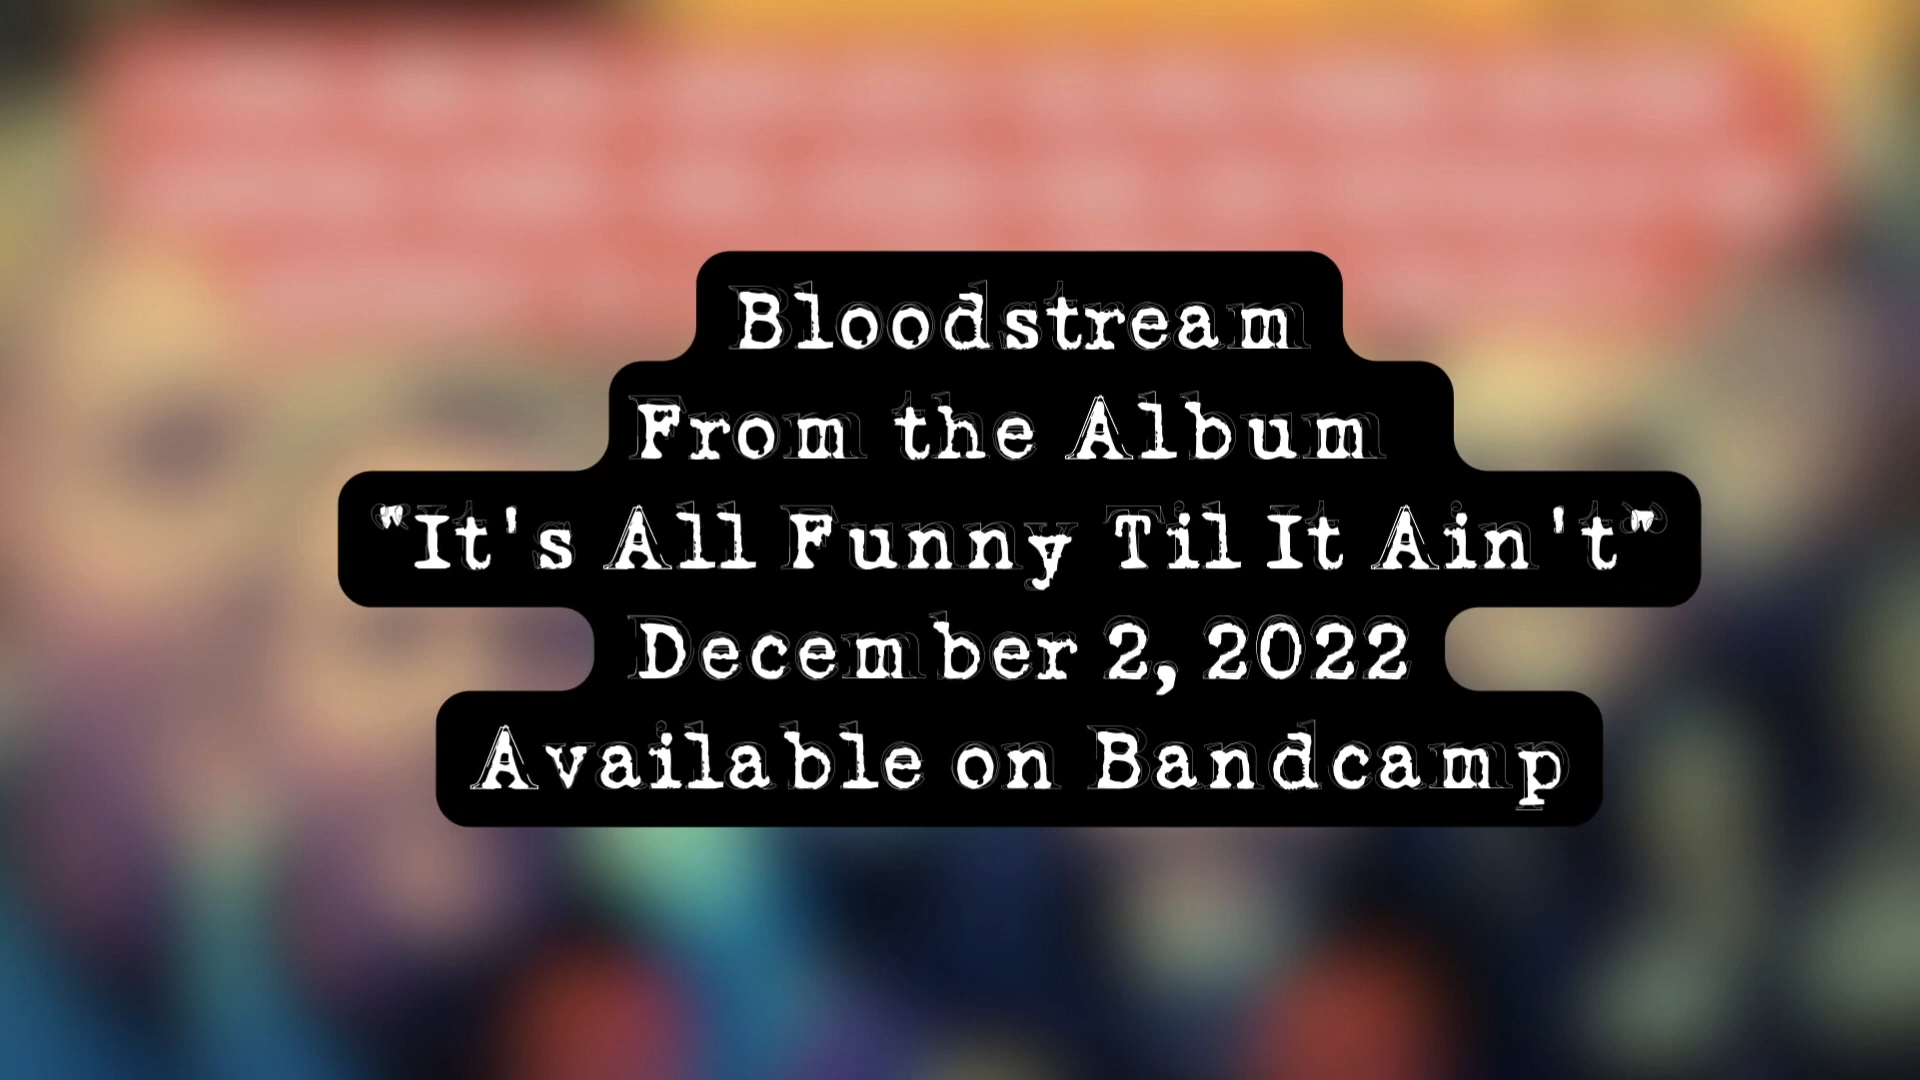 Bloodstream
From the Album
"It's All Funny Til It Ain't"
December 2, 2022
Available on Bandcamp